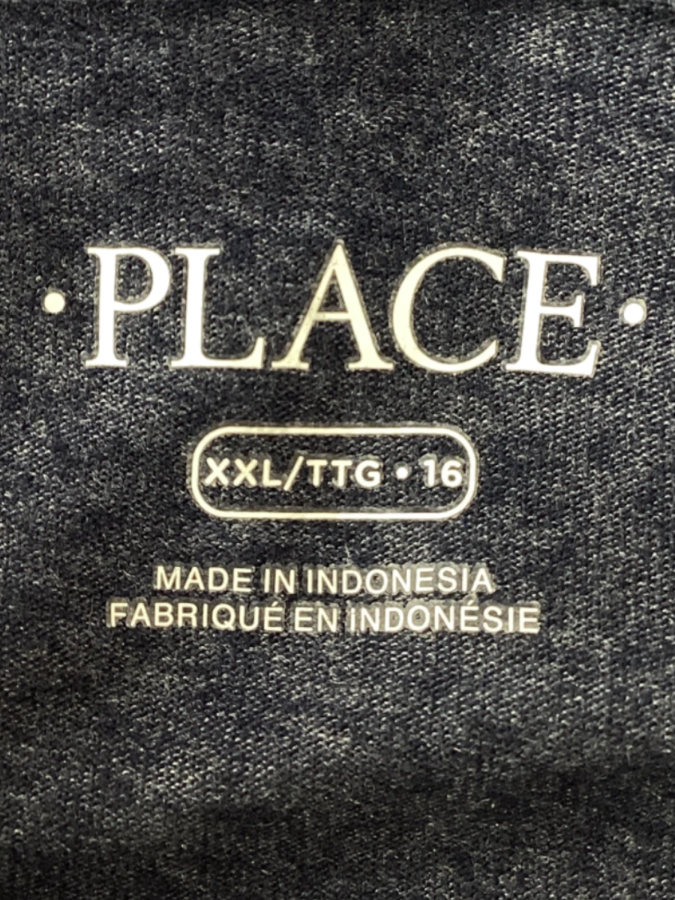 ·PLACE·
XXL/TTG • 16
MADE IN INDONESIA
FABRIQUÉ EN INDONÉSIE